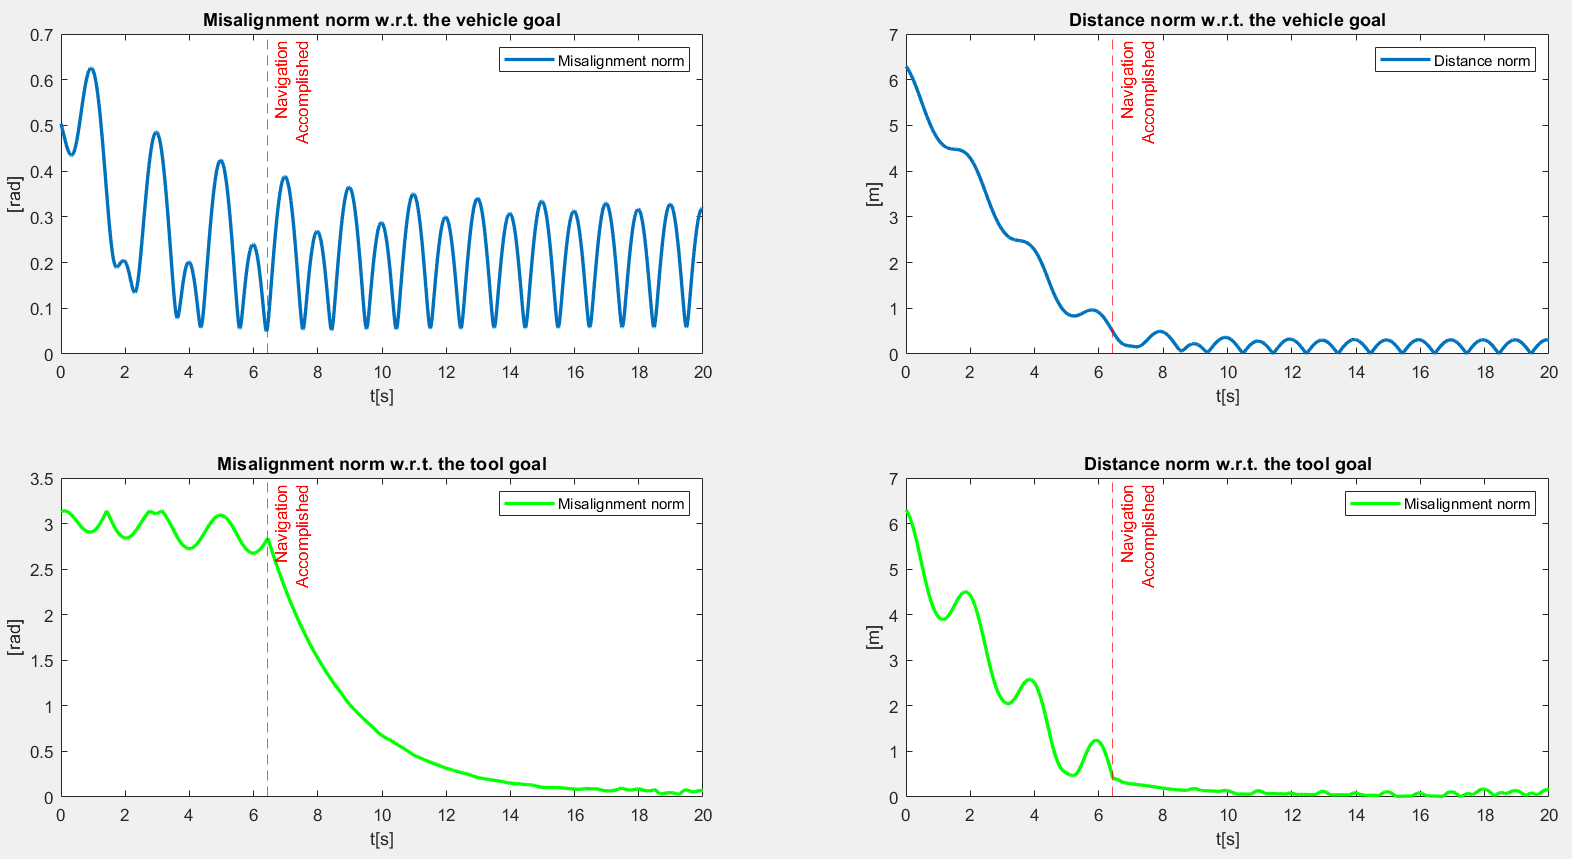 Misalignment norm w.r.t. the vehicle goal
0.7
0.6
0.5
0.4
0.3
0.2
0.1
0
[rad]
Navigation
Accomplished
Misalignment norm
0 2 4 6 8 10 12 14 16 18 20
t[s]
Distance norm w.r.t. the vehicle goal
7
6
5
4
3
2
1
0
[m]
Navigation
Accomplished
Distance norm
0 2 4 6 8 10 12 14 16 18 20
t[s]
Misalignment norm w.r.t. the tool goal
3.5
3
2.5
2
1.5
1
0.5
0
[rad]
Navigation
Accomplished
Misalignment norm
0 2 4 6 8 10 12 14 16 18 20
t[s]
Distance norm w.r.t. the tool goal
7
6
5
4
3
2
1
0
[m]
Navigation
Accomplished
Misalignment norm
0 2 4 6 8 10 12 14 16 18 20
t[s]